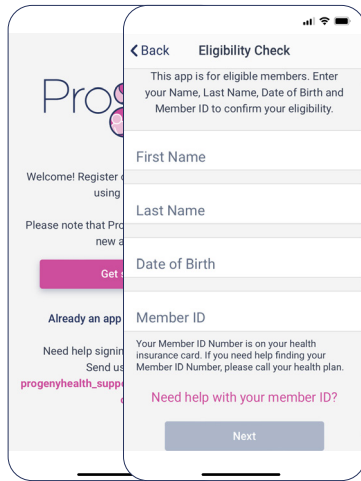 Prog
Welcome! Register
using
Please note that Pro
new a
Get
Already an app
Need help signin
Send us
progenyhealth_suppo
Back
Eligibility Check
This app is for eligible members. Enter
your Name, Last Name, Date of Birth and
Member ID to confirm your eligibility.
First Name
Last Name
Date of Birth
Member ID
Your Member ID Number is on your health
insurance card. If you need help finding your
Member ID Number, please call your health plan.
Need help with your member ID?
Next